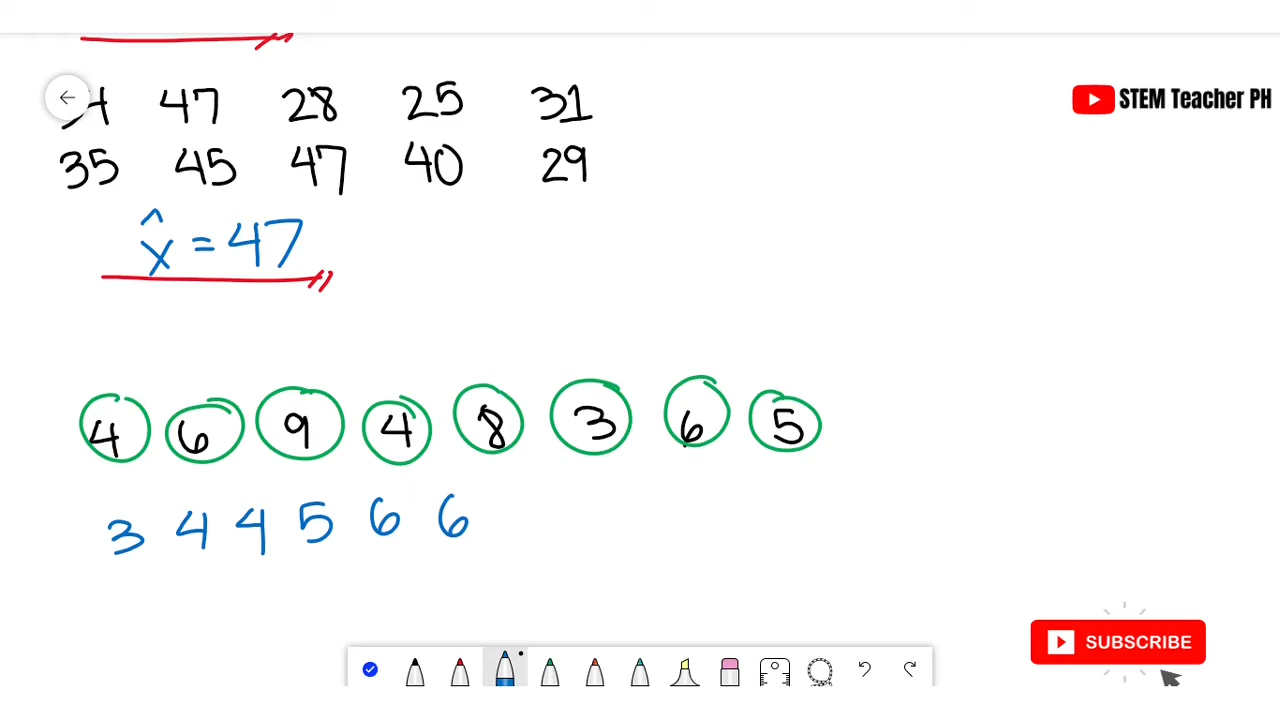 47 28 25 31
STEM Teacher PH
35 45 47 40 29
x̂ = 47
4 6 9 4 8 3 6 5
3 4 4 5 6 6
SUBSCRIBE